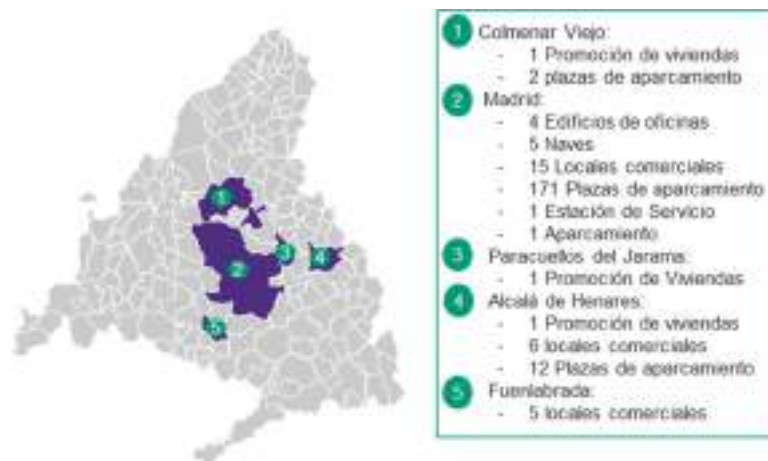 1
2
3
4
5
1 Colmenar Viejo:
- 1 Promoción de viviendas
- 2 plazas de aparcamiento
2 Madrid:
- 4 Edificios de oficinas
- 5 Naves
- 15 Locales comerciales
- 171 Plazas de aparcamiento
- 1 Estación de Servicio
- 1 Aparcamiento
3 Paracuellos del Jarama:
- 1 Promoción de Viviendas
4 Alcalá de Henares:
- 1 Promoción de viviendas
- 6 locales comerciales
- 12 Plazas de aparcamiento
5 Fuenlabrada:
- 5 locales comerciales